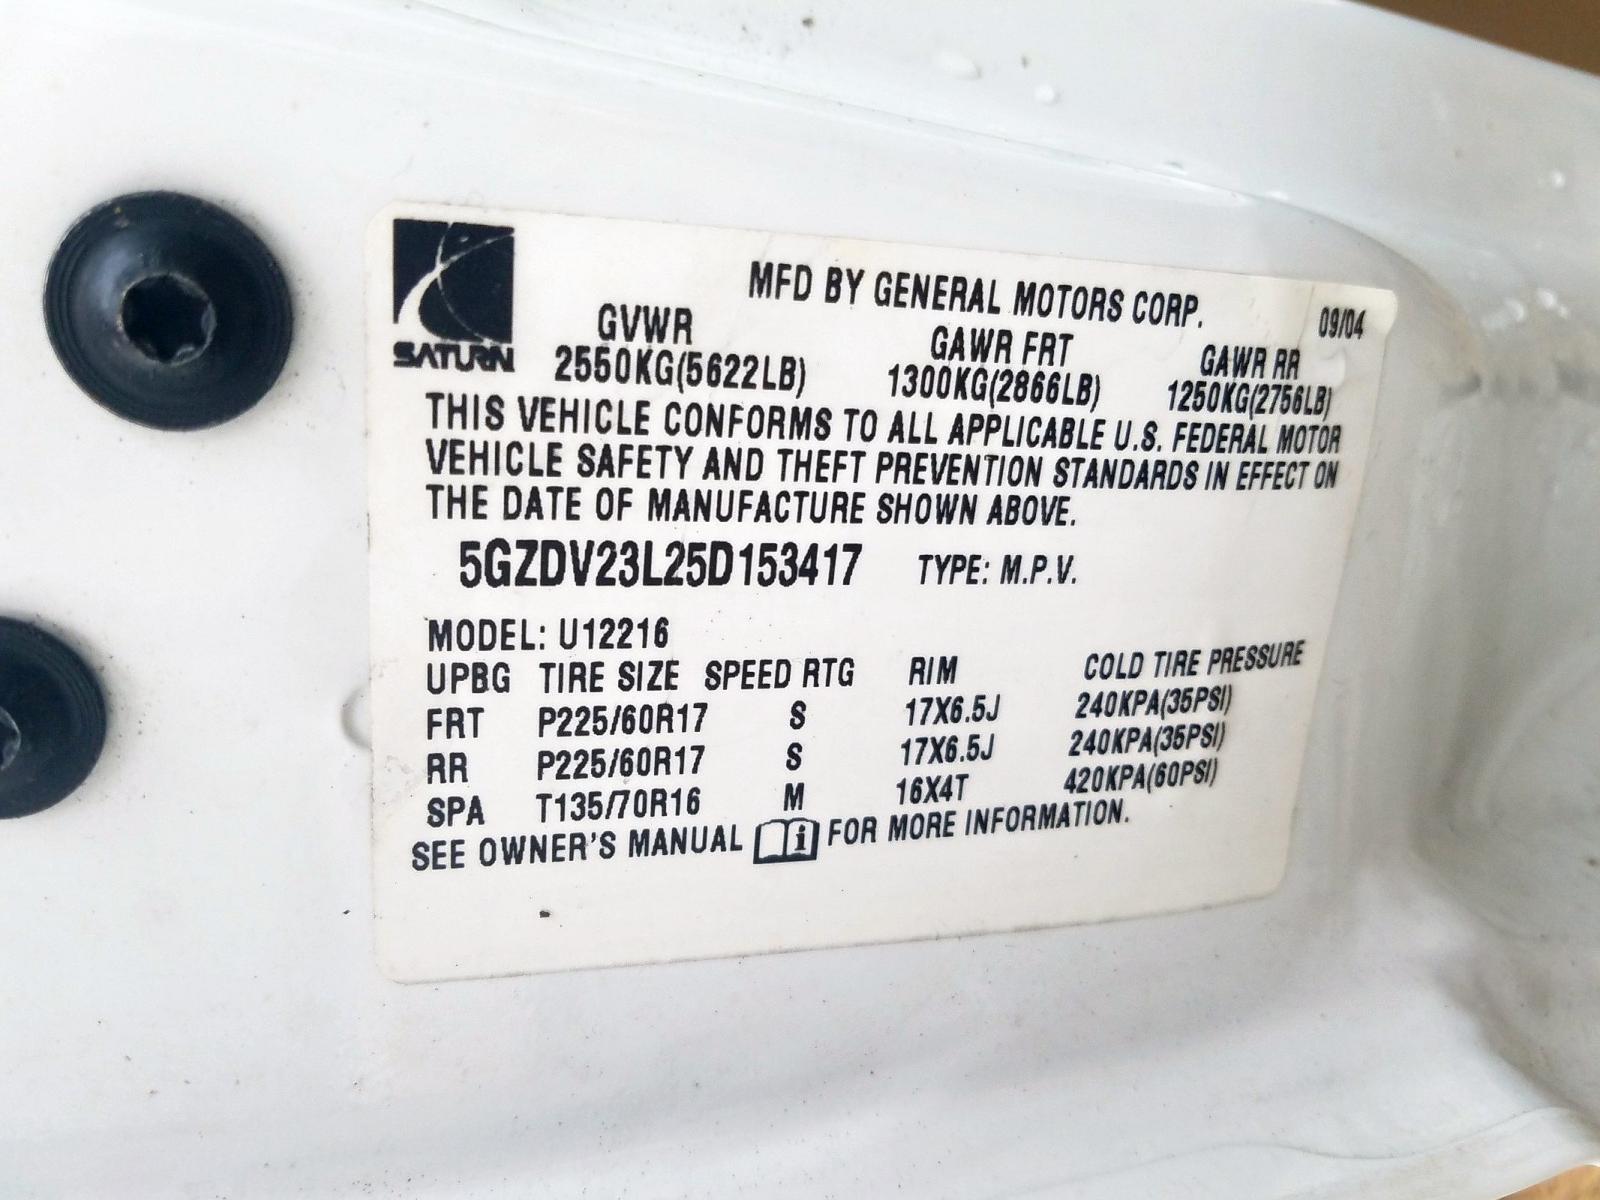 SATURN
MFD BY GENERAL MOTORS CORP. 09/04
GVWR GAWR FRT GAWR RR
2550KG(5622LB) 1300KG(2866LB) 1250KG(2756LB)
THIS VEHICLE CONFORMS TO ALL APPLICABLE U.S. FEDERAL MOTOR
VEHICLE SAFETY AND THEFT PREVENTION STANDARDS IN EFFECT ON
THE DATE OF MANUFACTURE SHOWN ABOVE.
5GZDV23L25D153417 TYPE: M.P.V.
MODEL: U12216
UPBG TIRE SIZE SPEED RTG RIM COLD TIRE PRESSURE
FRT P225/60R17 S 17X6.5J 240KPA(35PSI)
RR P225/60R17 S 17X6.5J 240KPA(35PSI)
SPA T135/70R16 M 16X4T 420KPA(60PSI)
SEE OWNER'S MANUAL i FOR MORE INFORMATION.